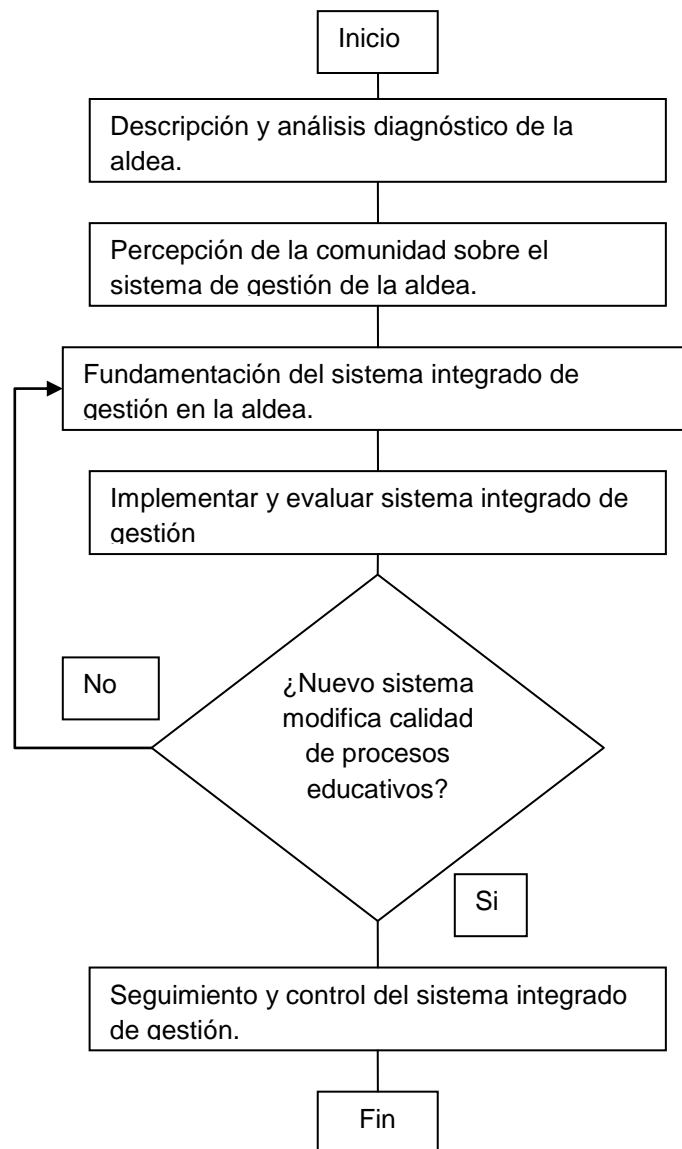 Inicio
Descripción y análisis diagnóstico de la
aldea.
Percepción de la comunidad sobre el
sistema de gestión de la aldea.
Fundamentación del sistema integrado de
gestión en la aldea.
Implementar y evaluar sistema integrado de
gestión
No
¿Nuevo sistema
modifica calidad
de procesos
educativos?
Si
Seguimiento y control del sistema integrado
de gestión.
Fin